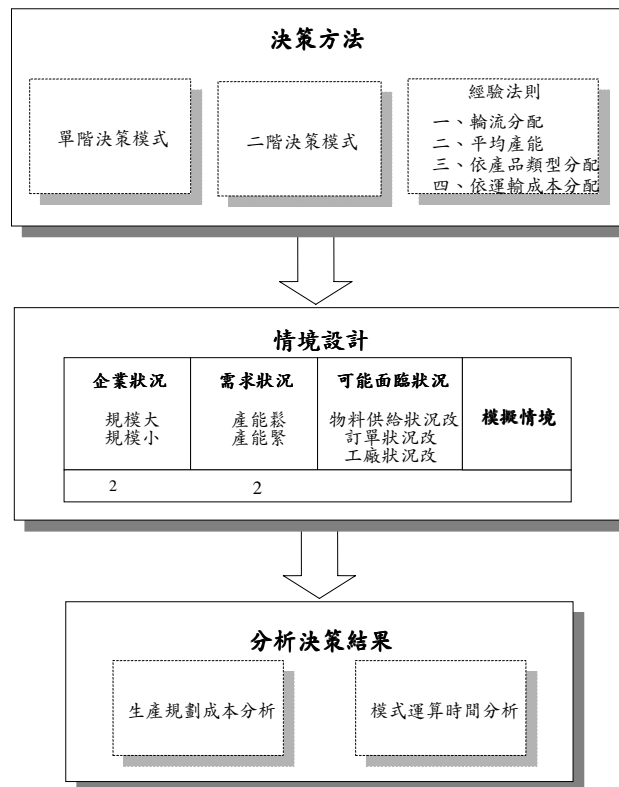 決策方法
單階決策模式
二階決策模式
經驗法則
一、輪流分配
二、平均產能
三、依產品類型分配
四、依運輸成本分配
情境設計
企業狀況
規模大
規模小
需求狀況
產能鬆
產能緊
可能面臨狀況
物料供給狀況改
訂單狀況改
工廠狀況改
模擬情境
2
2
分析決策結果
生產規劃成本分析
模式運算時間分析